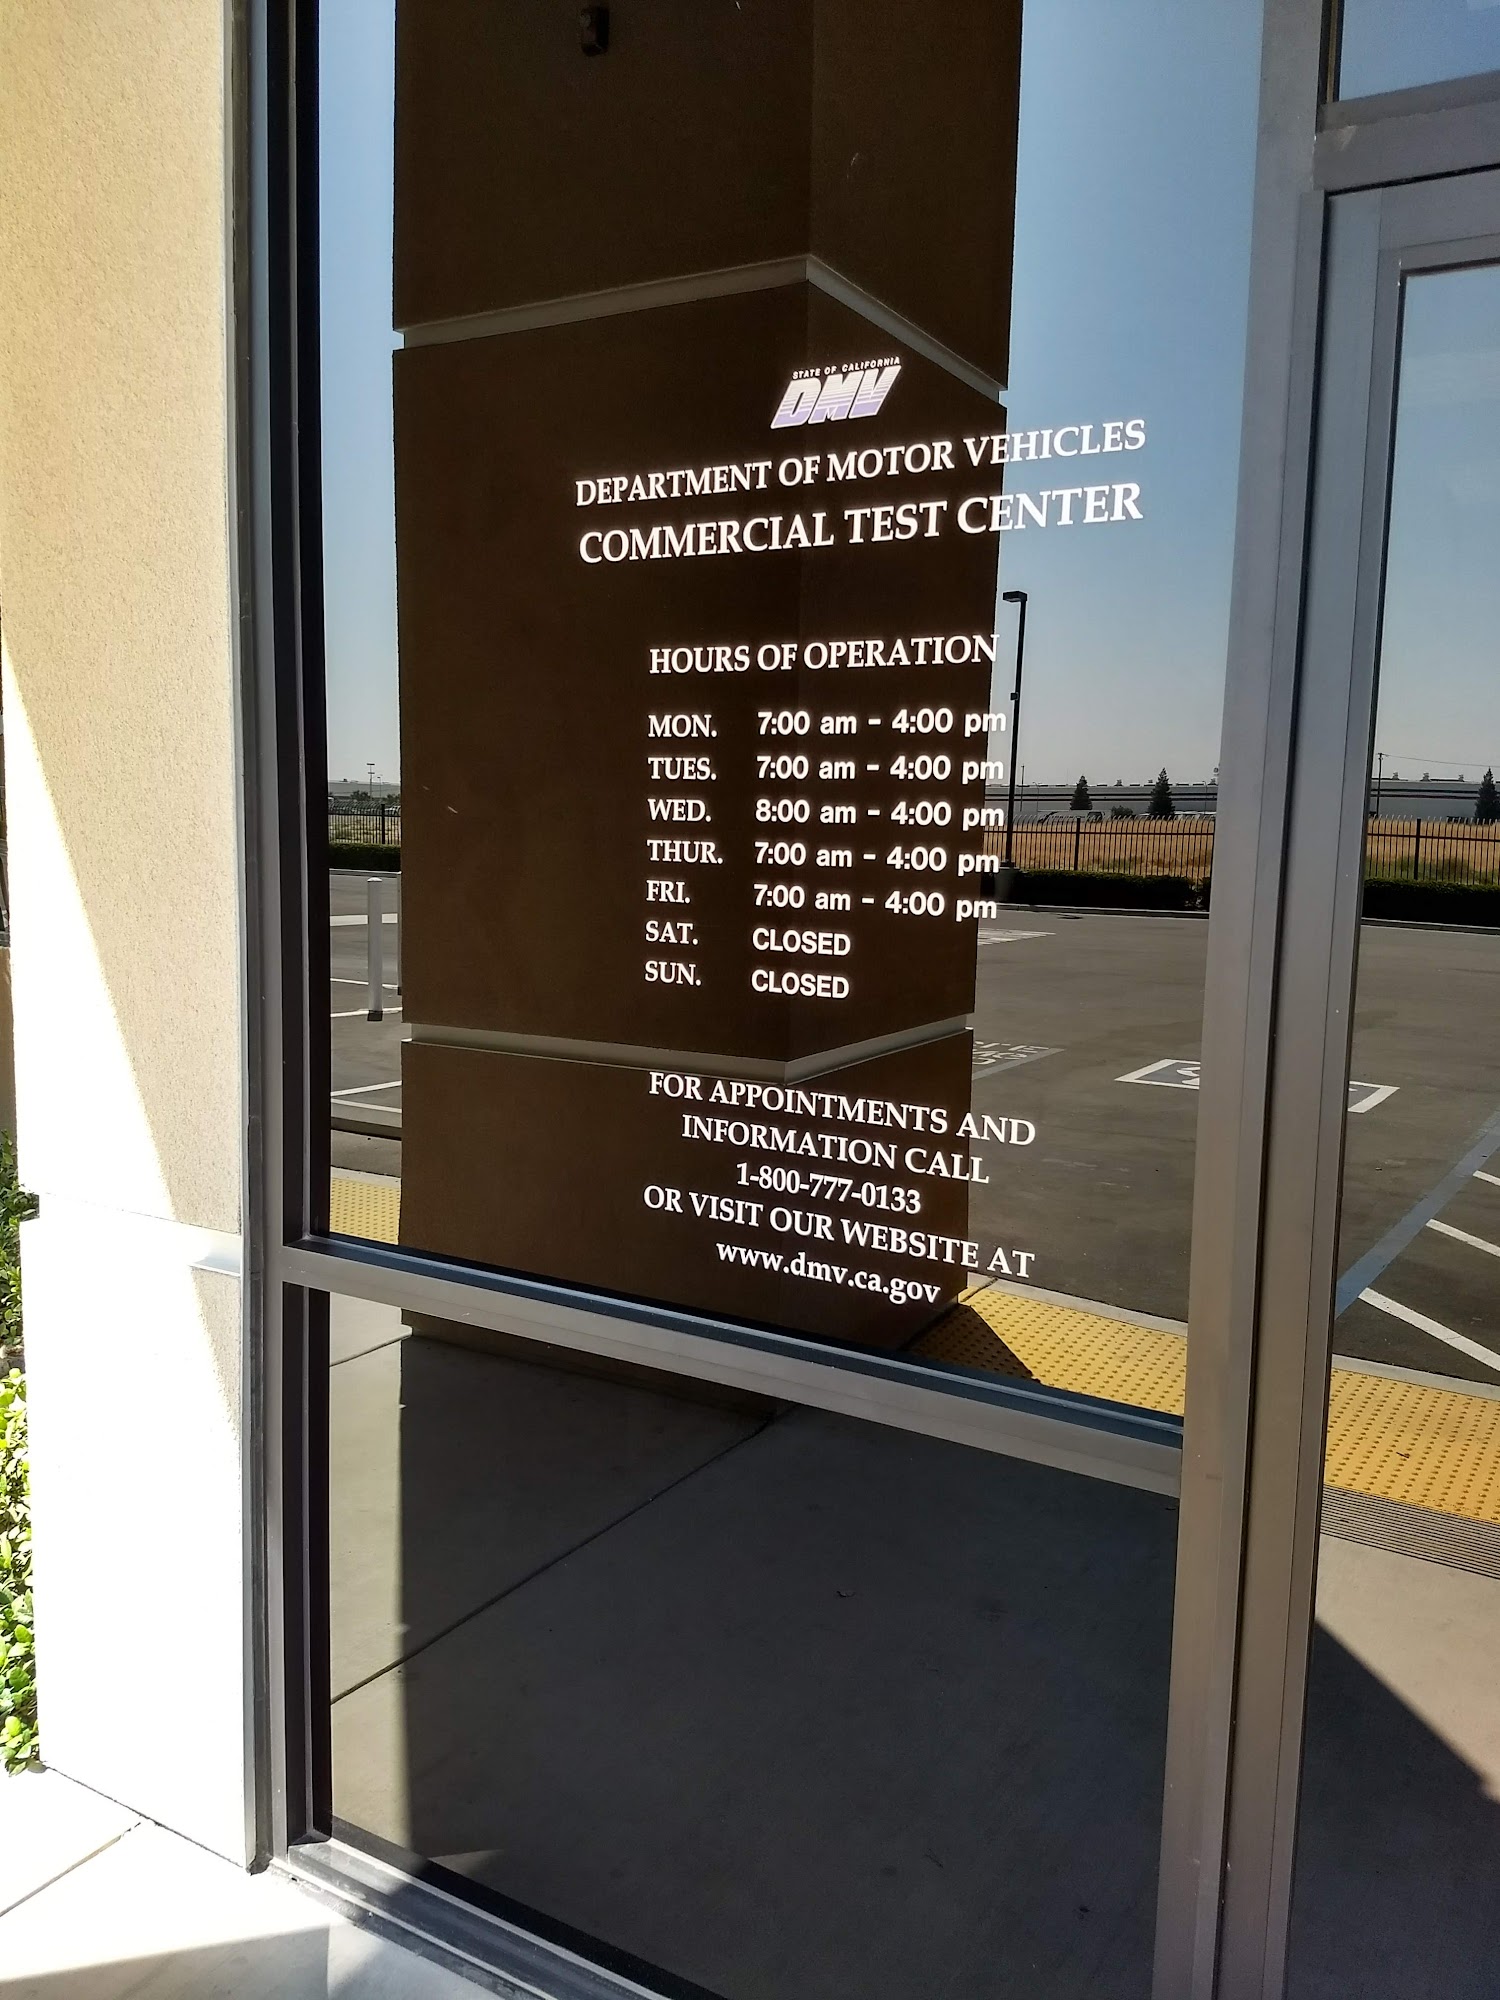 STATE OF CALIFORNIA
DMV
DEPARTMENT OF MOTOR VEHICLES
COMMERCIAL TEST CENTER
HOURS OF OPERATION
MON. 7:00 am - 4:00 pm
TUES. 7:00 am - 4:00 pm
WED. 8:00 am - 4:00 pm
THUR. 7:00 am - 4:00 pm
FRI. 7:00 am - 4:00 pm
SAT. CLOSED
SUN. CLOSED
FOR APPOINTMENTS AND
INFORMATION CALL
1-800-777-0133
OR VISIT OUR WEBSITE AT
www.dmv.ca.gov